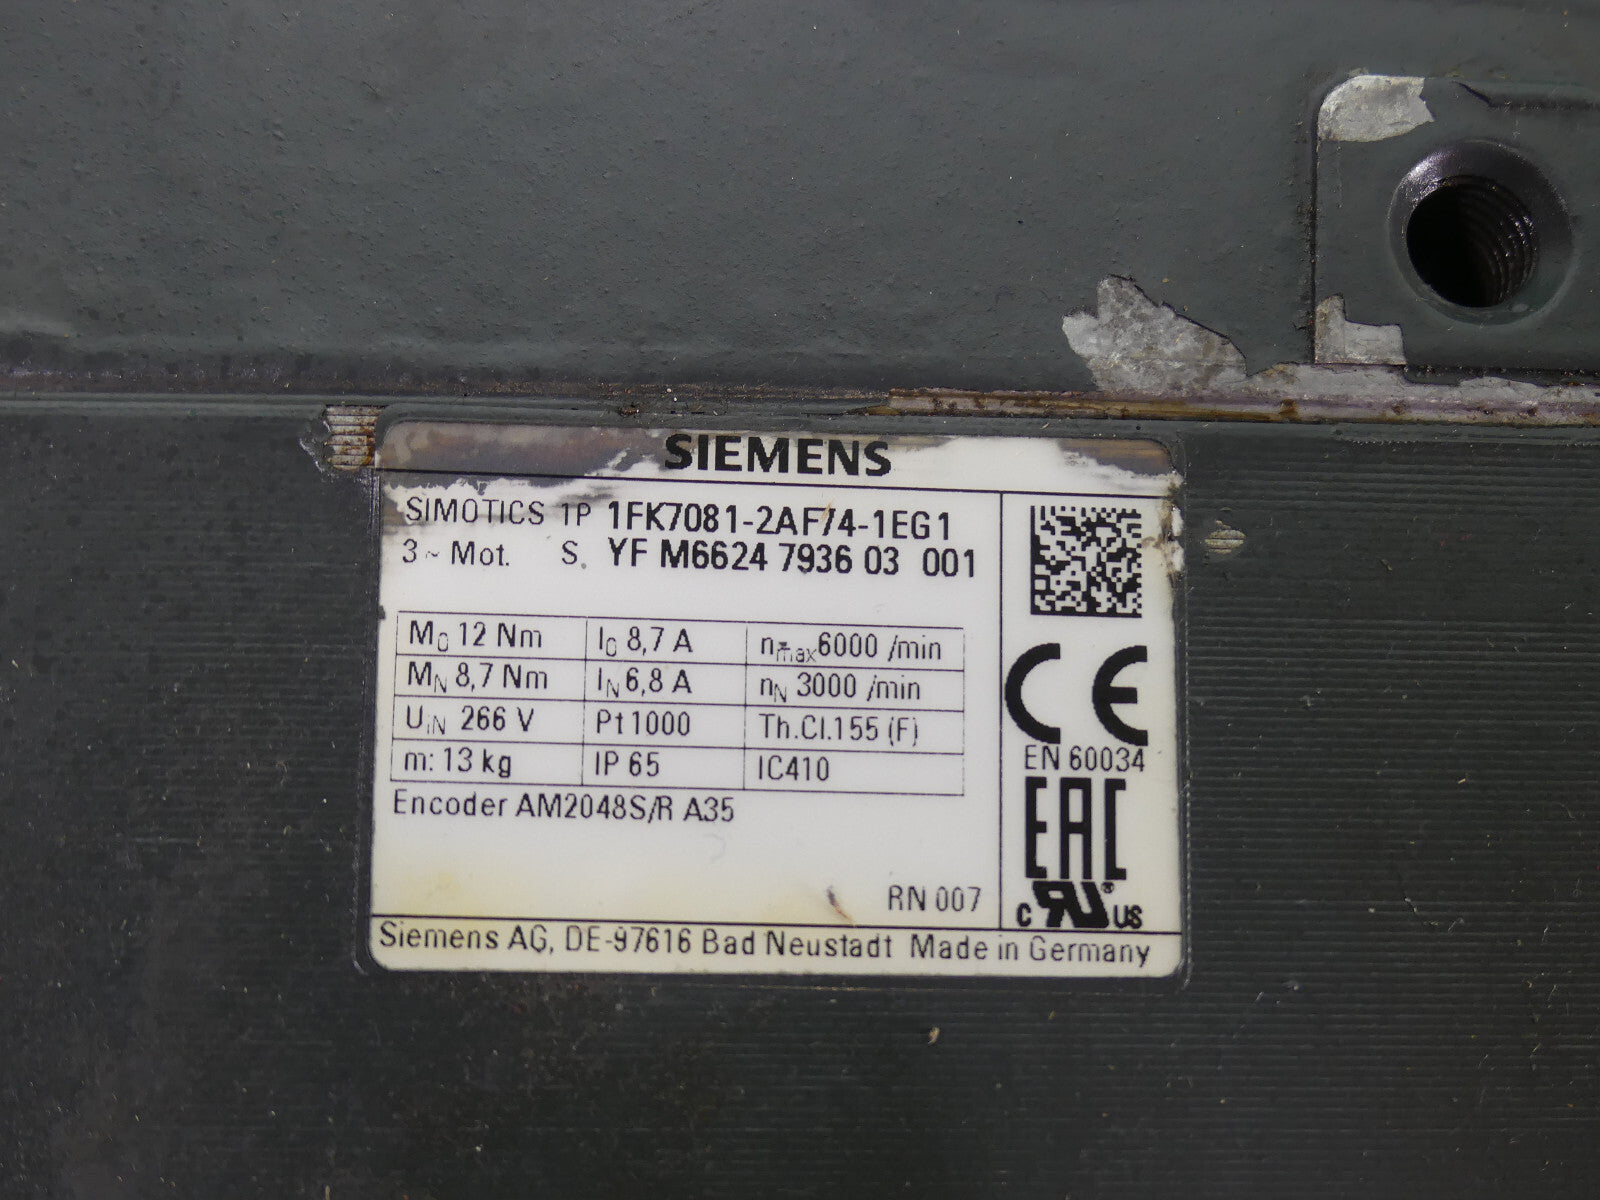 SIEMENS
SIMOTICS 1P 1FK7081-2AF74-1EG1
3 ~ Mot. S. YF M6624 7936 03 001
M0 12 Nm I0 8,7 A nmax 6000 /min
MN 8,7 Nm IN 6,8 A nN 3000 /min
UiN 266 V Pt1000 Th.Cl.155 (F)
m: 13 kg IP 65 IC410
Encoder AM2048S/R A35
RN 007
CE
EN 60034
EAC
c RU ® US
Siemens AG, DE-97616 Bad Neustadt Made in Germany